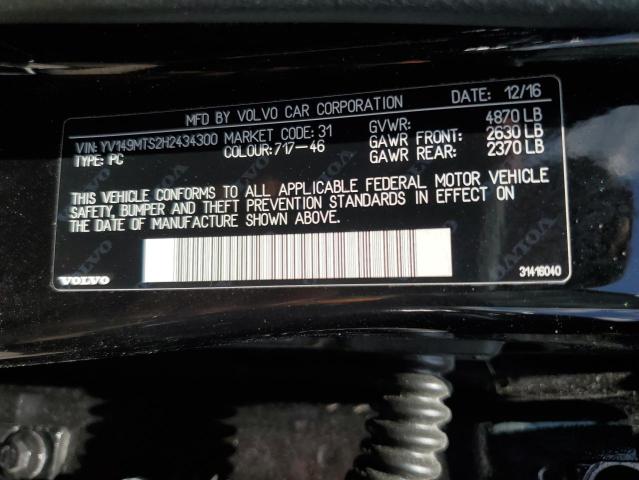 MFD BY VOLVO CAR CORPORATION DATE: 12/16
VIN: YV149MTS2H2434300 MARKET CODE: 31 GVWR: 4870 LB
TYPE: PC COLOUR: 717-46 GAWR FRONT: 2630 LB
GAWR REAR: 2370 LB
THIS VEHICLE CONFORMS TO ALL APPLICABLE FEDERAL MOTOR VEHICLE
SAFETY, BUMPER AND THEFT PREVENTION STANDARDS IN EFFECT ON
THE DATE OF MANUFACTURE SHOWN ABOVE.
VOLVO 31416040